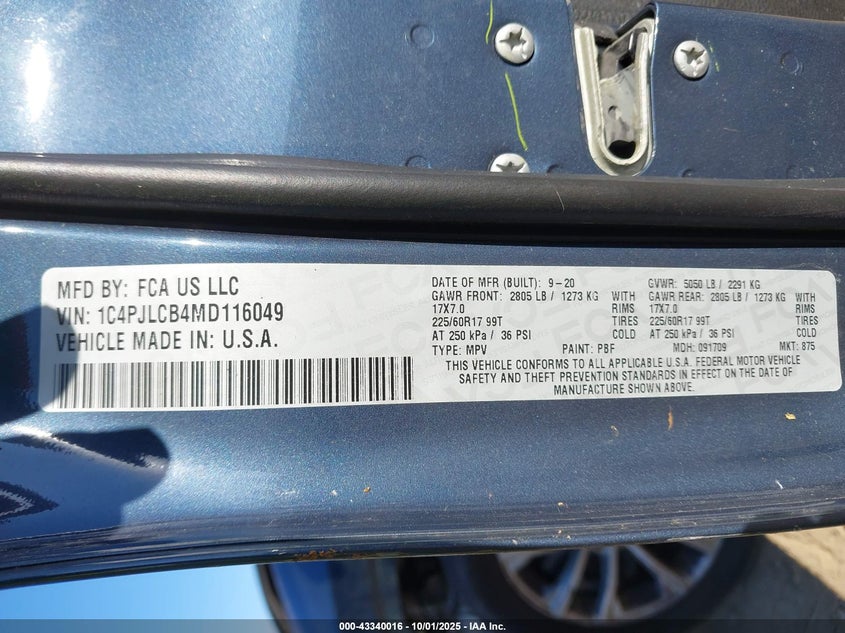 MFD BY: FCA US LLC
VIN: 1C4PJLCB4MD116049
VEHICLE MADE IN: U.S.A.
DATE OF MFR (BUILT): 9-20 GVWR: 5050 LB / 2291 KG
GAWR FRONT: 2805 LB / 1273 KG WITH GAWR REAR: 2805 LB / 1273 KG WITH
17X7.0 RIMS 17X7.0 RIMS
225/60R17 99T TIRES 225/60R17 99T TIRES
AT 250 kPa / 36 PSI COLD AT 250 kPa / 36 PSI COLD
TYPE: MPV PAINT: PBF MDH: 091709 MKT: 875
THIS VEHICLE CONFORMS TO ALL APPLICABLE U.S.A. FEDERAL MOTOR VEHICLE
SAFETY AND THEFT PREVENTION STANDARDS IN EFFECT ON THE DATE OF
MANUFACTURE SHOWN ABOVE.
000-43340016 - 10/01/2025 - IAA Inc.